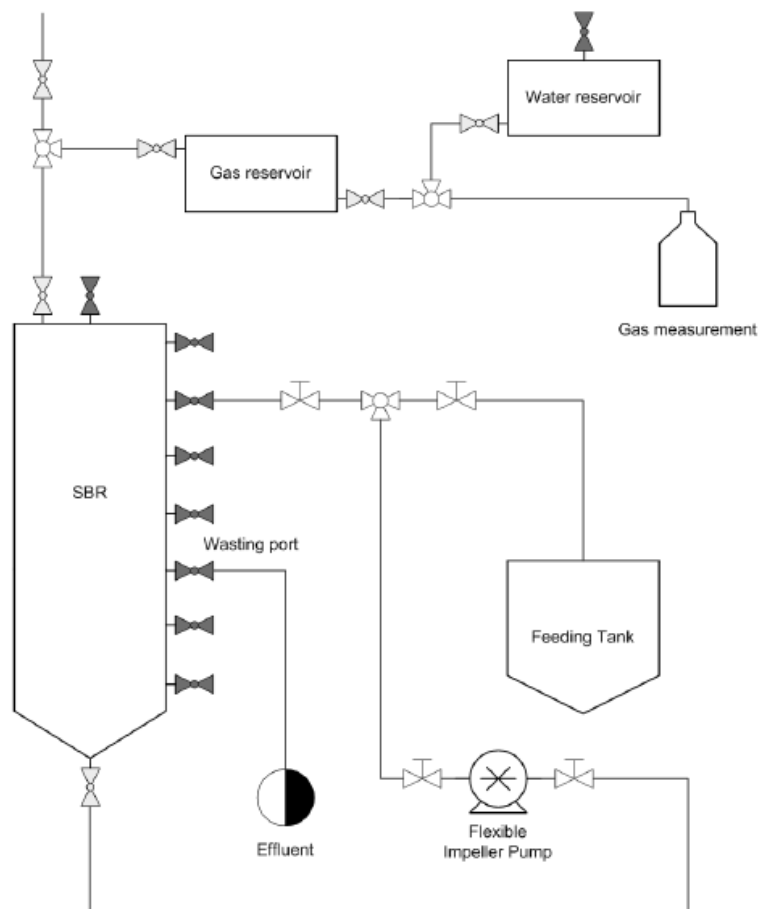 Water reservoir
Gas reservoir
Gas measurement
SBR
Wasting port
Feeding Tank
Effluent
Flexible
Impeller Pump